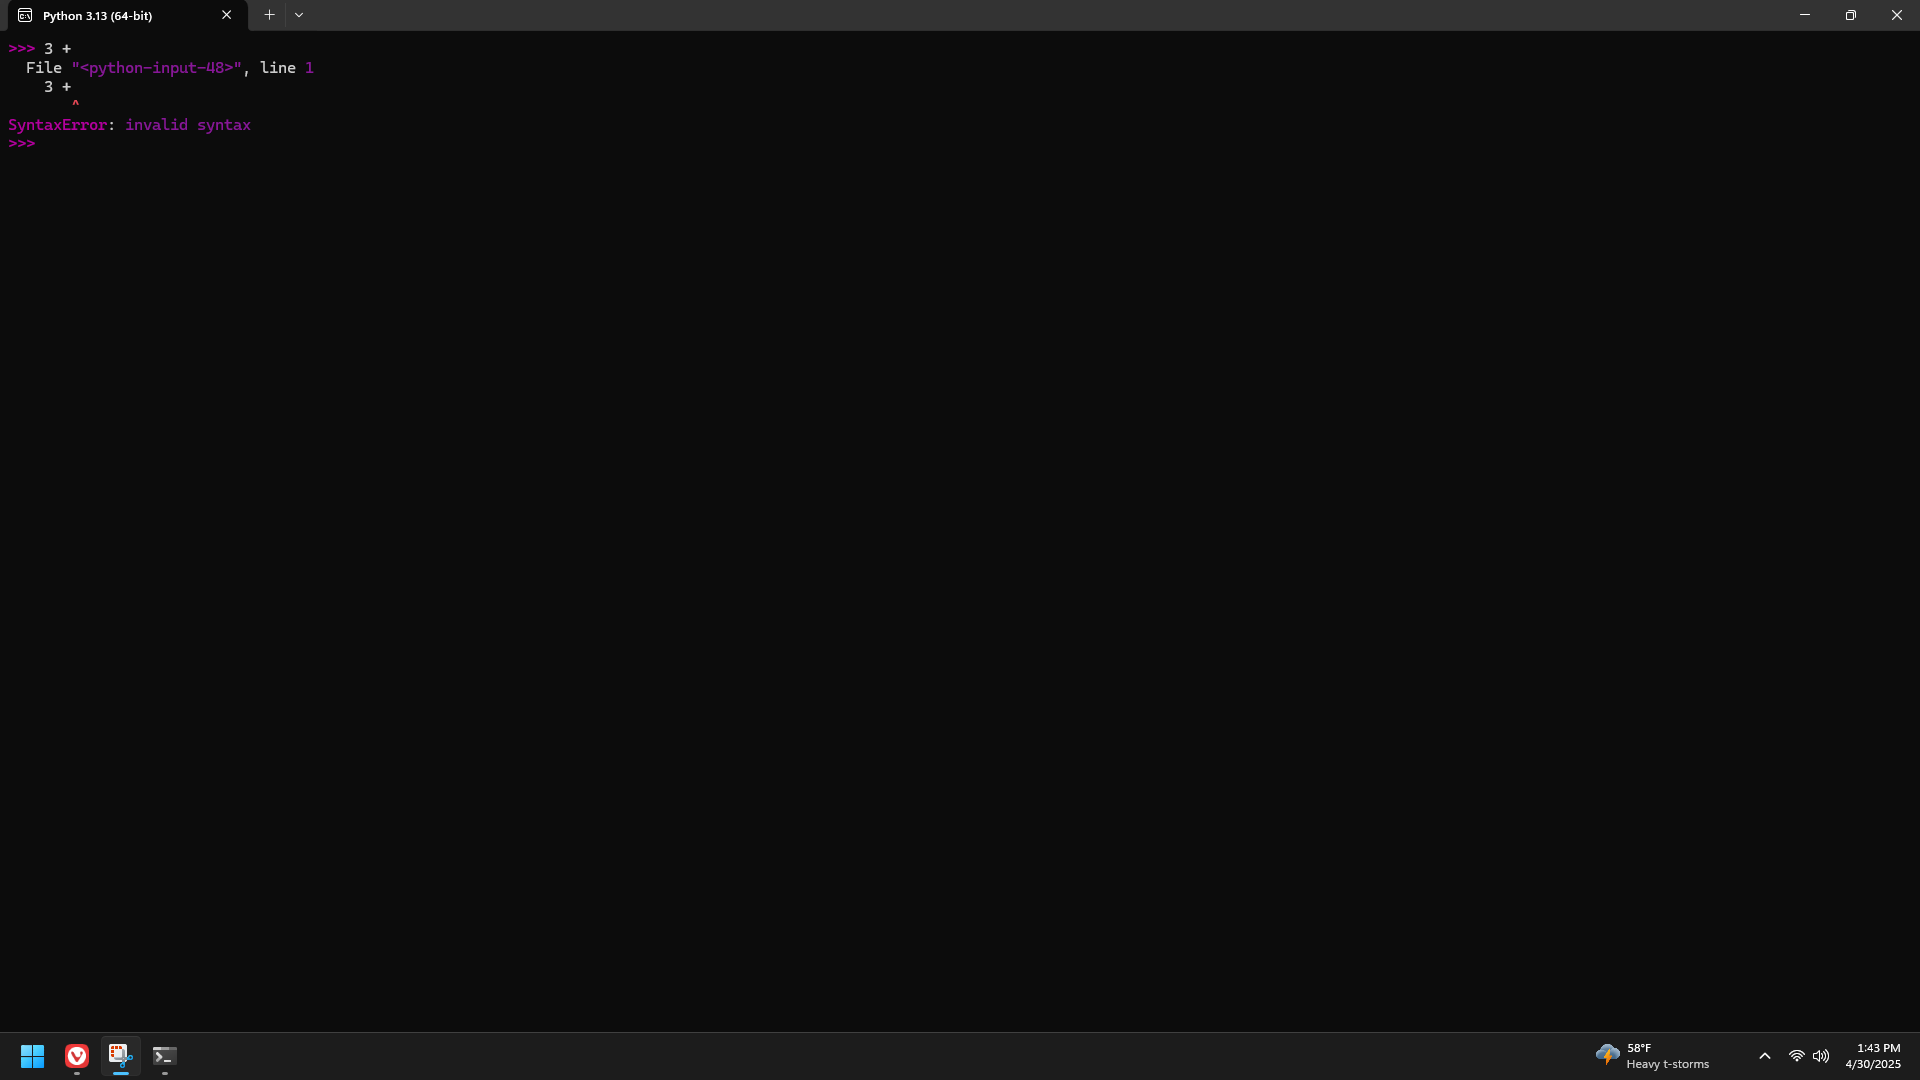 Python 3.13 (64-bit)
>>> 3 +
  File "<python-input-48>", line 1
    3 +
       ^
SyntaxError: invalid syntax
>>>
58°F
Heavy t-storms
1:43 PM
4/30/2025